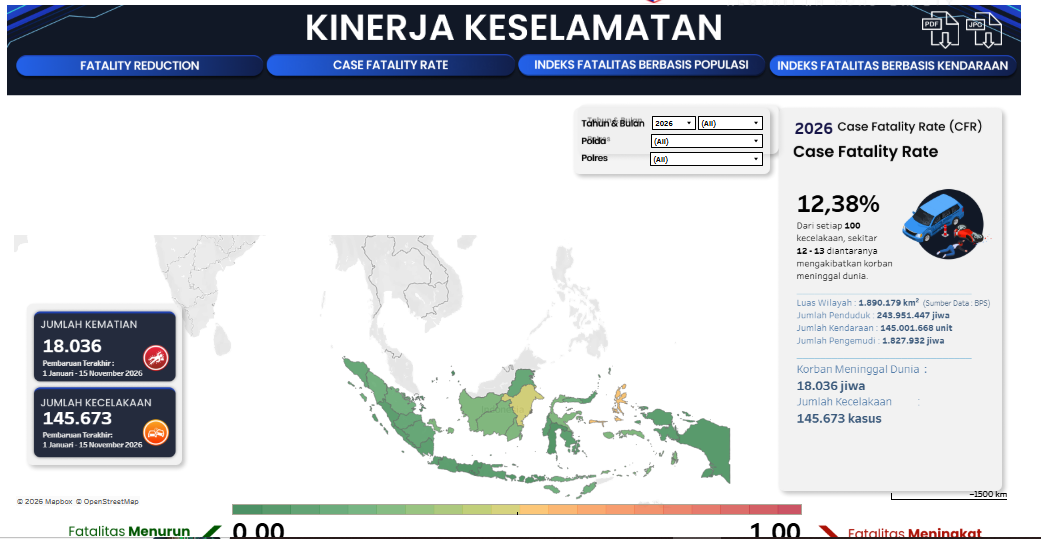 KINERJA KESELAMATAN
PDF
JPG
FATALITY REDUCTION
CASE FATALITY RATE
INDEKS FATALITAS BERBASIS POPULASI
INDEKS FATALITAS BERBASIS KENDARAAN
Tahun & Bulan
2026
(All)
Polda
(All)
Polres
(All)
2026 Case Fatality Rate (CFR)
Case Fatality Rate
12,38%
Dari setiap 100
kecelakaan, sekitar
12 - 13 diantaranya
mengakibatkan korban
meninggal dunia.
Luas Wilayah : 1.890.179 km² (Sumber Data : BPS)
Jumlah Penduduk : 243.951.447 jiwa
Jumlah Kendaraan : 145.001.668 unit
Jumlah Pengemudi : 1.827.932 jiwa
Korban Meninggal Dunia :
18.036 jiwa
Jumlah Kecelakaan :
145.673 kasus
JUMLAH KEMATIAN
18.036
Pembaruan Terakhir :
1 Januari - 15 November 2026
JUMLAH KECELAKAAN
145.673
Pembaruan Terakhir:
1 Januari - 15 November 2026
© 2026 Mapbox © OpenStreetMap
~1500 km
Fatalitas Menurun
0.00
1.00
Fatalitas Meningkat